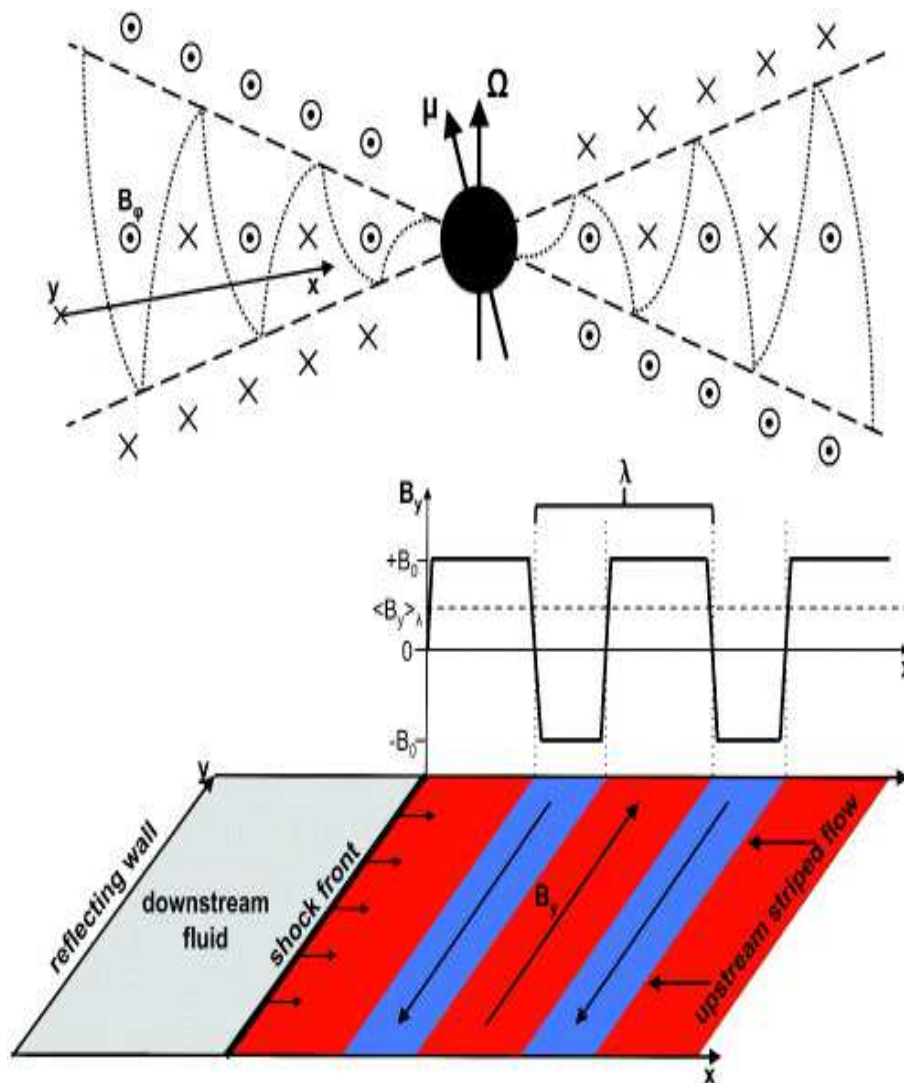 Ω
μ
B_φ
y
x
λ
B_y
+B_0
<B_y>_λ
0
-B_0
x
y
reflecting wall
downstream fluid
shock front
B_y
upstream striped flow
x